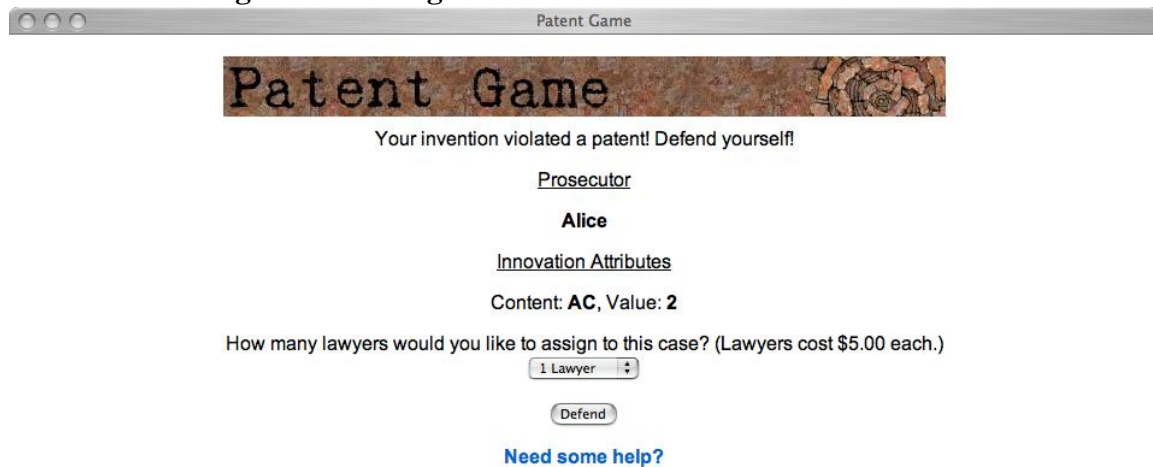 Patent Game
Patent Game
Your invention violated a patent! Defend yourself!
Prosecutor
Alice
Innovation Attributes
Content: AC, Value: 2
How many lawyers would you like to assign to this case? (Lawyers cost $5.00 each.)
1 Lawyer
Defend
Need some help?